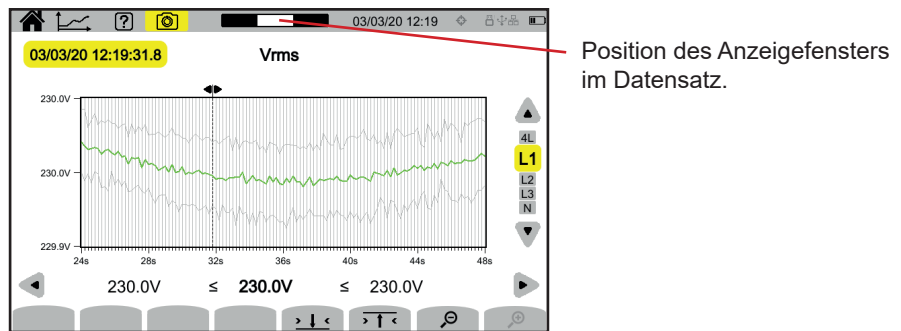 ?
03/03/20 12:19
03/03/20 12:19:31.8
Vrms
Position des Anzeigefensters
im Datensatz.
230.0V
230.0V
229.9V
4L
L1
L2
L3
N
24s 28s 32s 36s 40s 44s 48s
230.0V ≤ 230.0V ≤ 230.0V